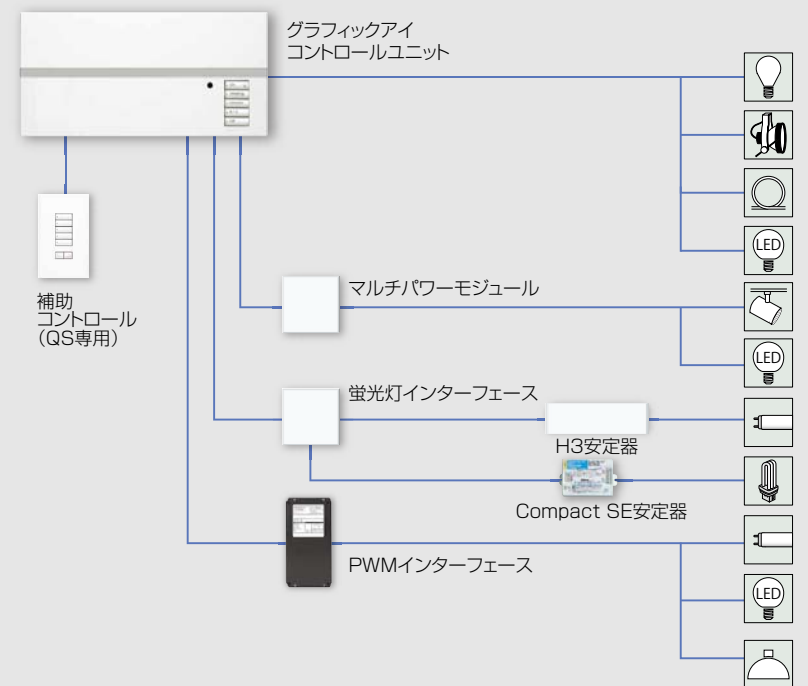 グラフィックアイ
コントロールユニット
補助
コントロール
（QS専用）
マルチパワーモジュール
蛍光灯インターフェース
H3安定器
Compact SE安定器
PWMインターフェース
LED
LED
LED